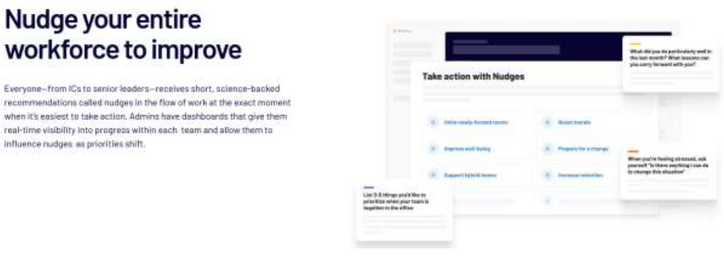 Nudge your entire
workforce to improve
Everyone—from ICs to senior leaders—receives short, science-backed
recommendations called nudges in the flow of work at the exact moment
when it's easiest to take action. Admins have dashboards that give them
real-time visibility into progress within each team and allow them to
influence nudges as priorities shift.
What did you do particularly well in
the last month? What lessons can
you carry forward with you?
Take action with Nudges
Unite newly-formed teams
Boost morale
Improve well being
Prepare for a change
Support hybrid teams
Increase retention
When you're feeling stressed, ask
yourself "Is there anything I can do
to change this situation"
List 3-5 things you'd like to
prioritize when your team is
together in the office